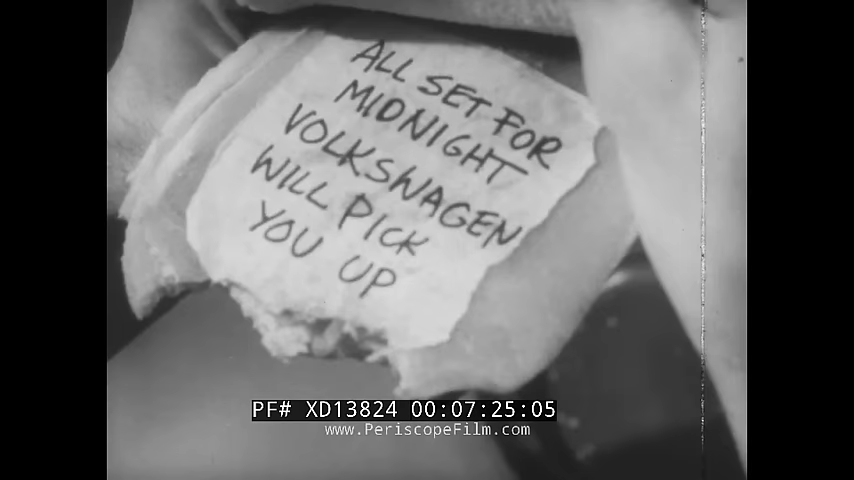 ALL SET FOR
MIDNIGHT
VOLKSWAGEN
WILL PICK
YOU UP
PF# XD13824 00:07:25:05
www.PeriscopeFilm.com